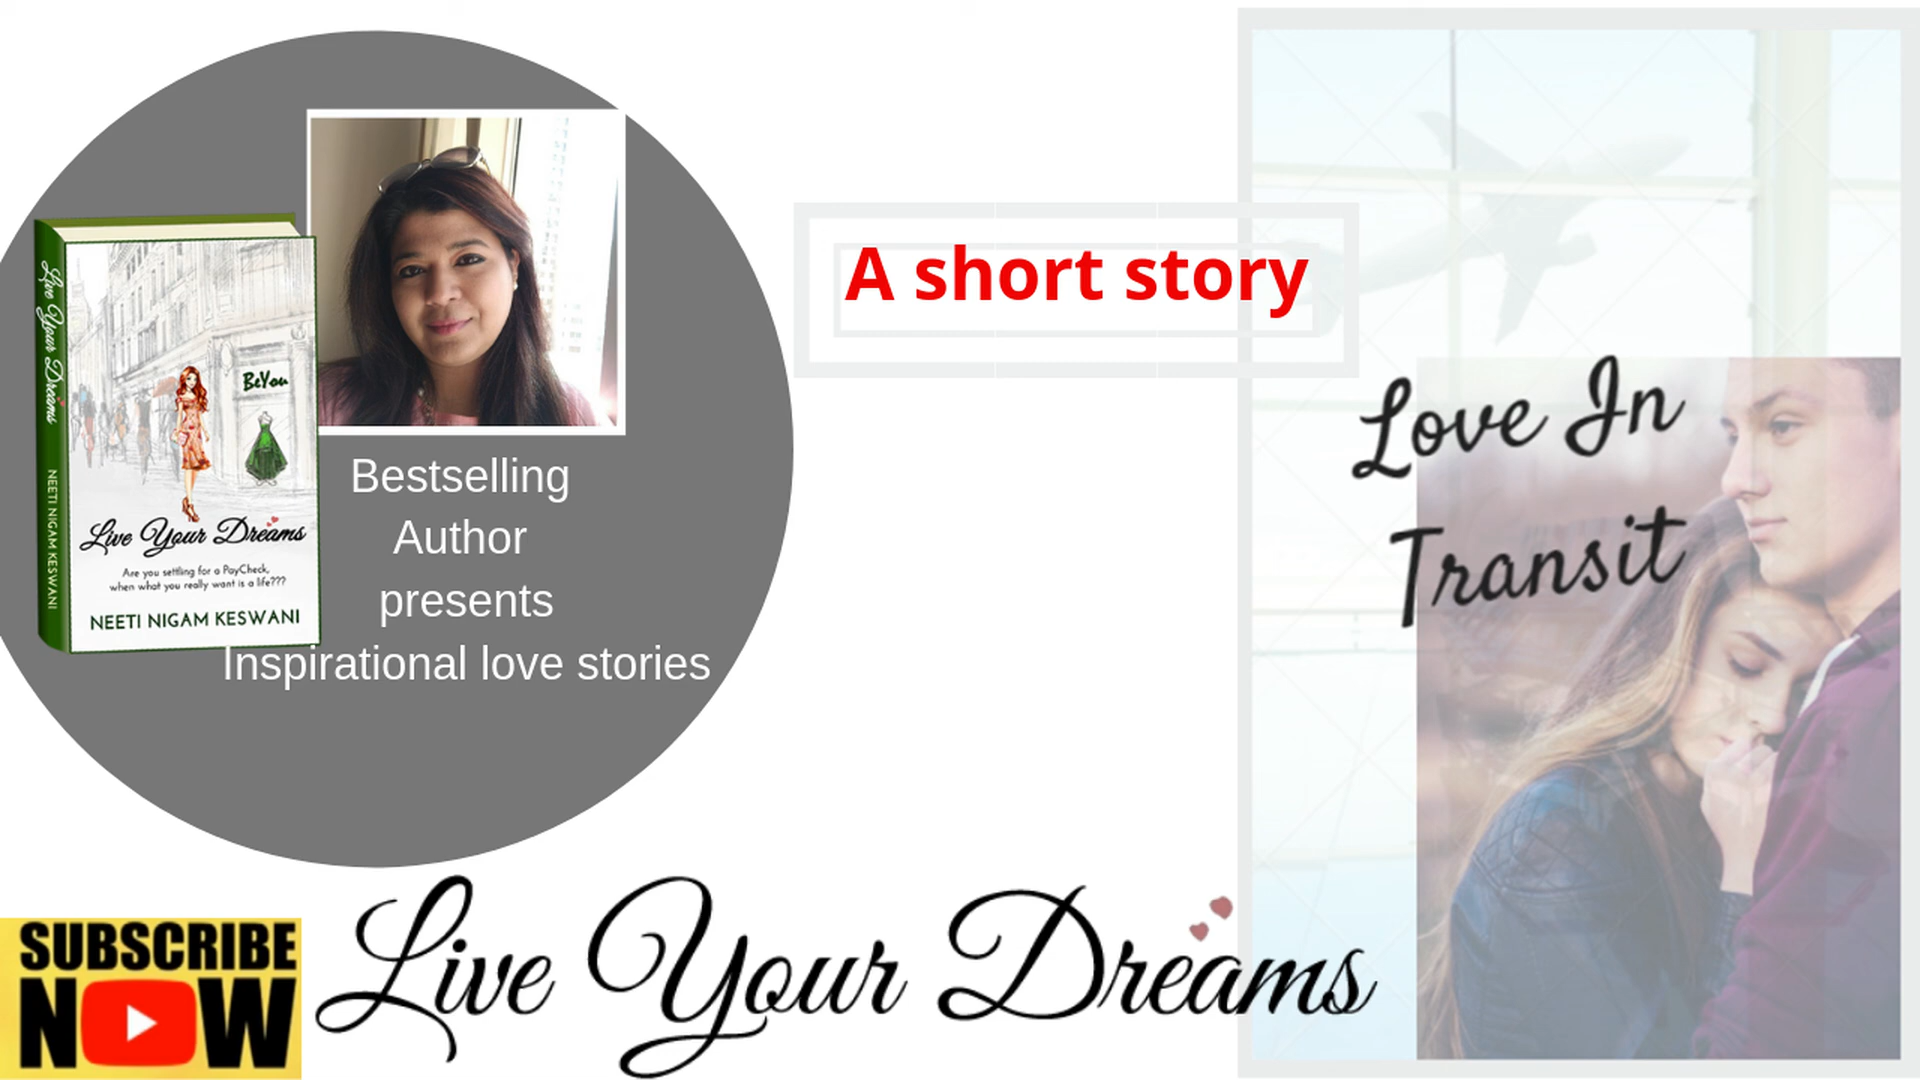 Live Your Dreams
NEETI NIGAM KESWANI
BeYou
Live Your Dreams
Are you settling for a PayCheck,
when what you really want is a life???
NEETI NIGAM KESWANI
Bestselling
Author
presents
Inspirational love stories
A short story
Love In
Transit
SUBSCRIBE
NOW
Live Your Dreams